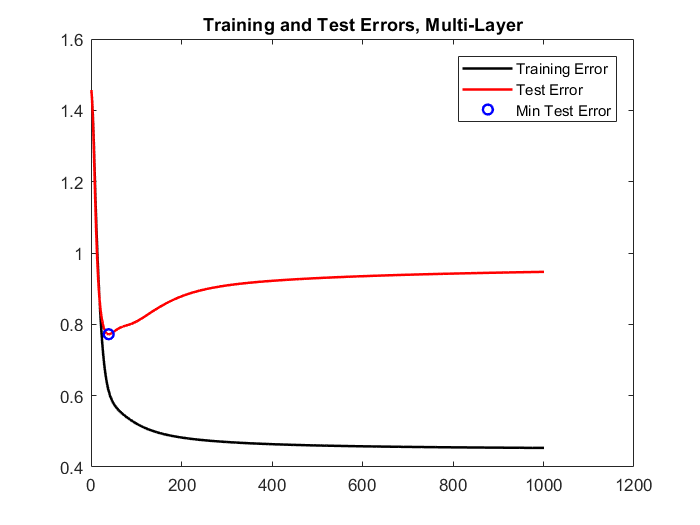 Training and Test Errors, Multi-Layer
1.6
1.4
1.2
1
0.8
0.6
0.4
0 200 400 600 800 1000 1200
Training Error
Test Error
Min Test Error